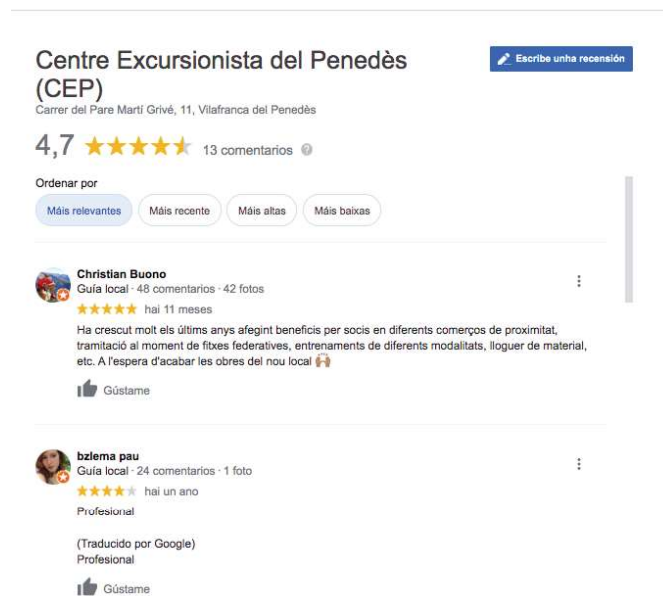 Centre Excursionista del Penedès
(CEP)
Escribe unha recensión
Carrer del Pare Martí Grivé, 11, Vilafranca del Penedès
4,7 13 comentarios
Ordenar por
Máis relevantes Máis recente Máis altas Máis baixas
Christian Buono
Guía local · 48 comentarios · 42 fotos
hai 11 meses
Ha crescut molt els últims anys afegint beneficis per socis en diferents comerços de proximitat,
tramitació al moment de fitxes federatives, entrenaments de diferents modalitats, lloguer de material,
etc. A l'espera d'acabar les obres del nou local 🙌🏽
Gústame
bzlema pau
Guía local · 24 comentarios · 1 foto
hai un ano
Profesional
(Traducido por Google)
Profesional
Gústame